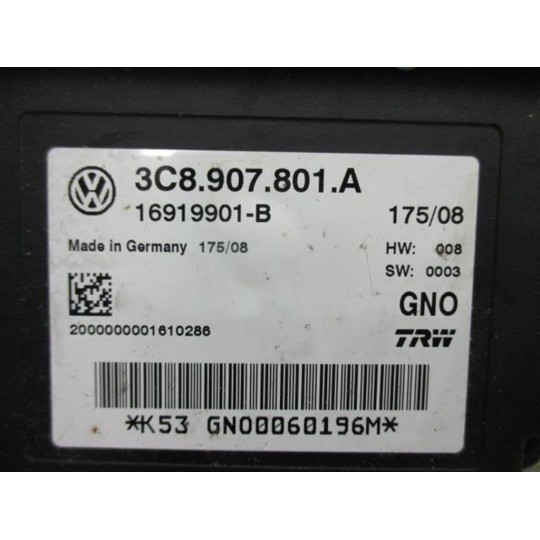 3C8.907.801.A
16919901-B 175/08
Made in Germany 175/08 HW: 008
SW: 0003
GNO
2000000001610286
TRW
*K53 GNO0060196M*